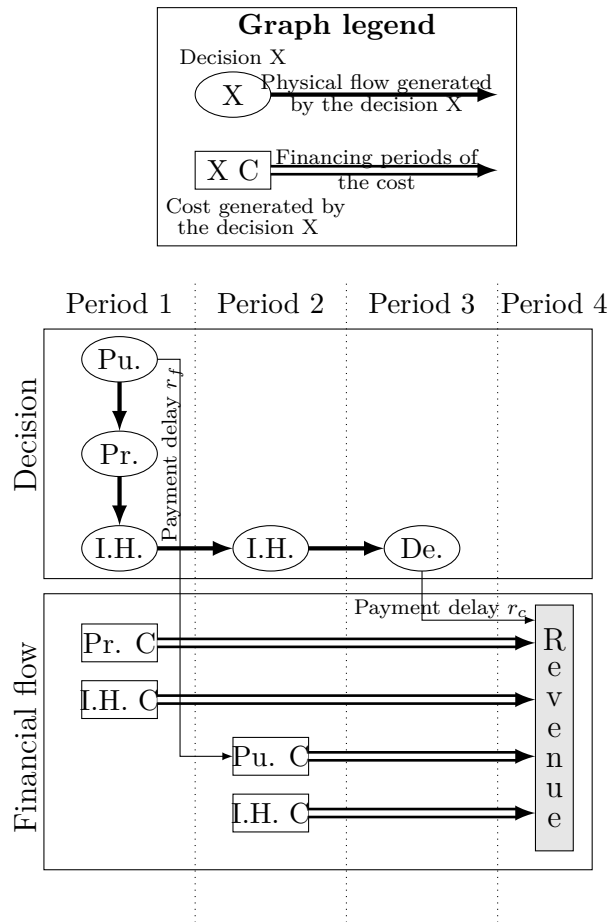 Graph legend
Decision X
X
Physical flow generated
by the decision X
X C
Financing periods of
the cost
Cost generated by
the decision X
Period 1 Period 2 Period 3 Period 4
Decision
Pu.
Payment delay r_f
Pr.
I.H. I.H. De.
Financial flow
Payment delay r_c
Pr. C
I.H. C
Pu. C
I.H. C
R
e
v
e
n
u
e